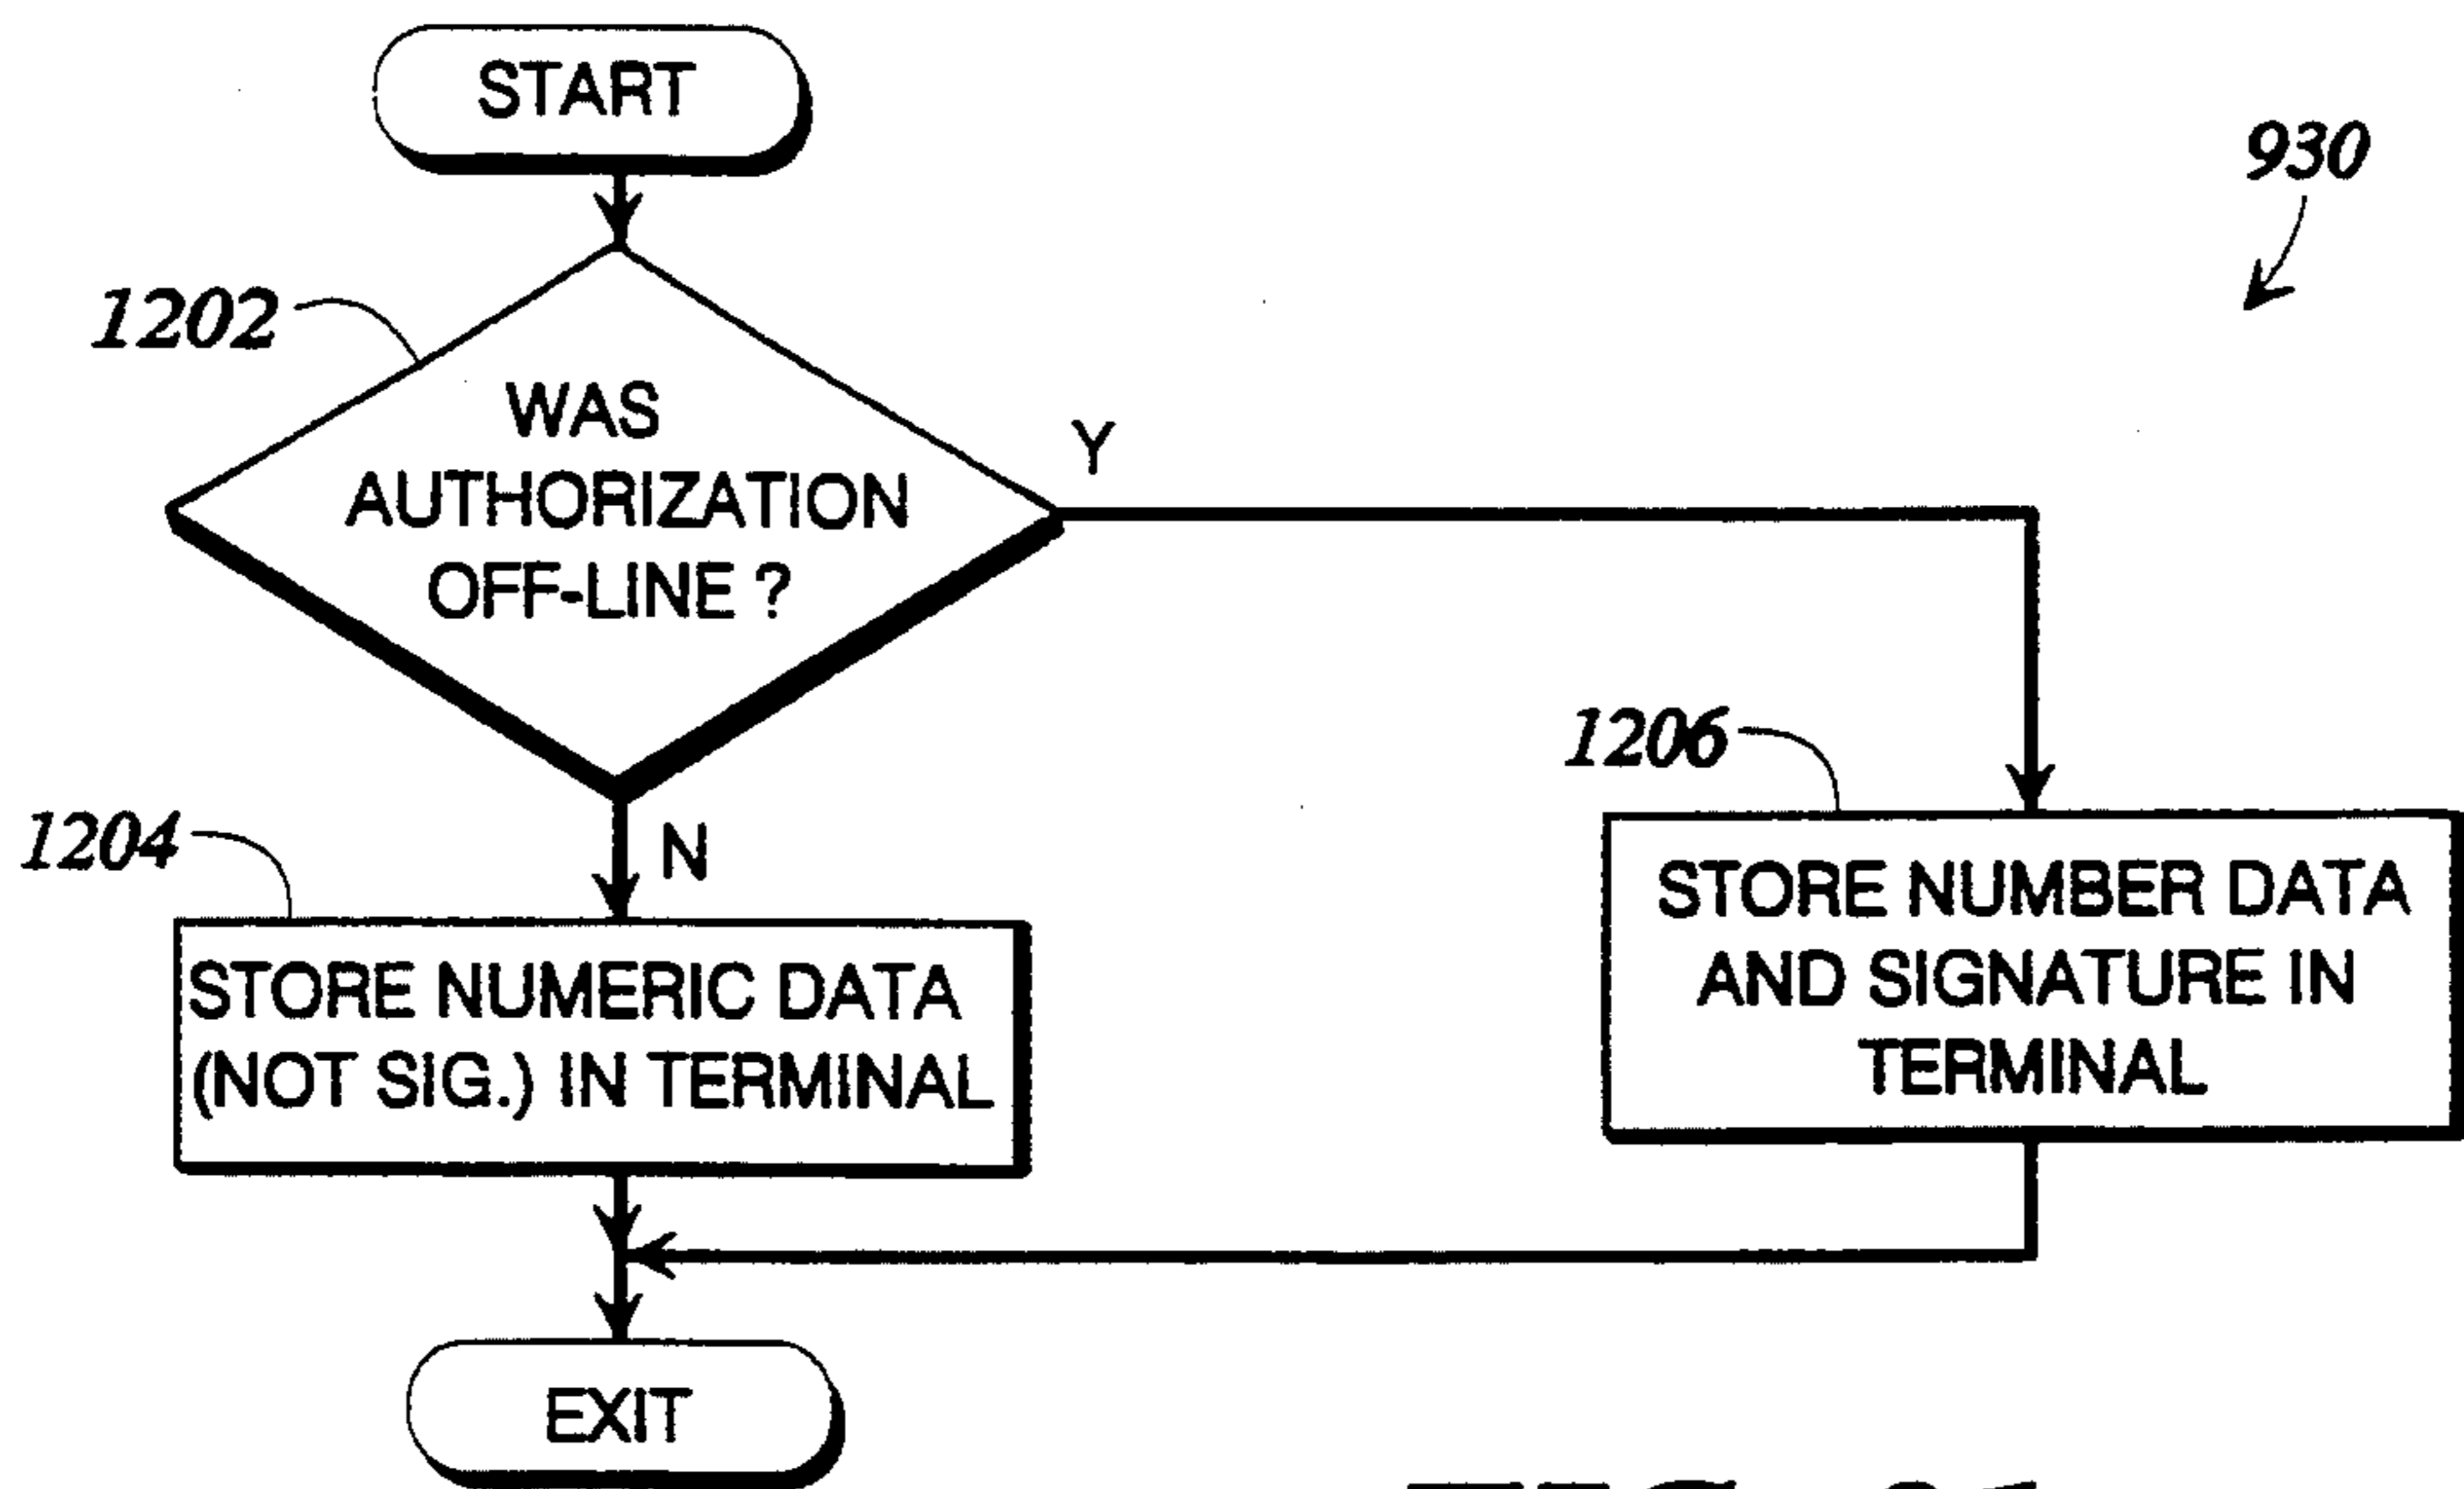 START
930
1202
WAS
AUTHORIZATION
OFF-LINE ?
Y
1206
1204
N
STORE NUMBER DATA
AND SIGNATURE IN
TERMINAL
STORE NUMERIC DATA
(NOT SIG.) IN TERMINAL
EXIT